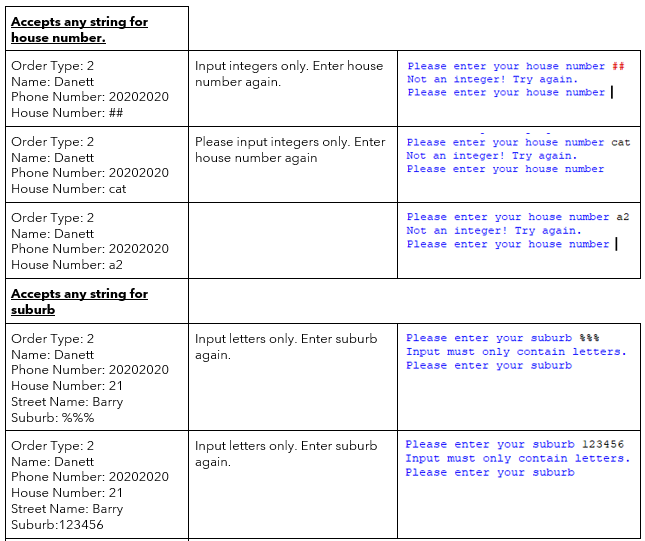 Accepts any string for
house number.
Order Type: 2
Name: Danett
Phone Number: 20202020
House Number: ##
Input integers only. Enter house
number again.
Please enter your house number ##
Not an integer! Try again.
Please enter your house number
Order Type: 2
Name: Danett
Phone Number: 20202020
House Number: cat
Please input integers only. Enter
house number again
Please enter your house number cat
Not an integer! Try again.
Please enter your house number
Order Type: 2
Name: Danett
Phone Number: 20202020
House Number: a2
Please enter your house number a2
Not an integer! Try again.
Please enter your house number
Accepts any string for
suburb
Order Type: 2
Name: Danett
Phone Number: 20202020
House Number: 21
Street Name: Barry
Suburb: %%%
Input letters only. Enter suburb
again.
Please enter your suburb %%%
Input must only contain letters.
Please enter your suburb
Order Type: 2
Name: Danett
Phone Number: 20202020
House Number: 21
Street Name: Barry
Suburb:123456
Input letters only. Enter suburb
again.
Please enter your suburb 123456
Input must only contain letters.
Please enter your suburb